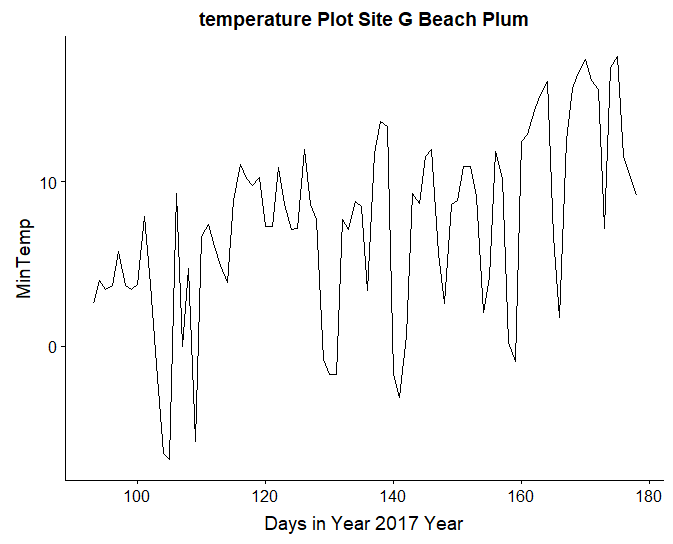 temperature Plot Site G Beach Plum
MinTemp
10
0
100 120 140 160 180
Days in Year 2017 Year